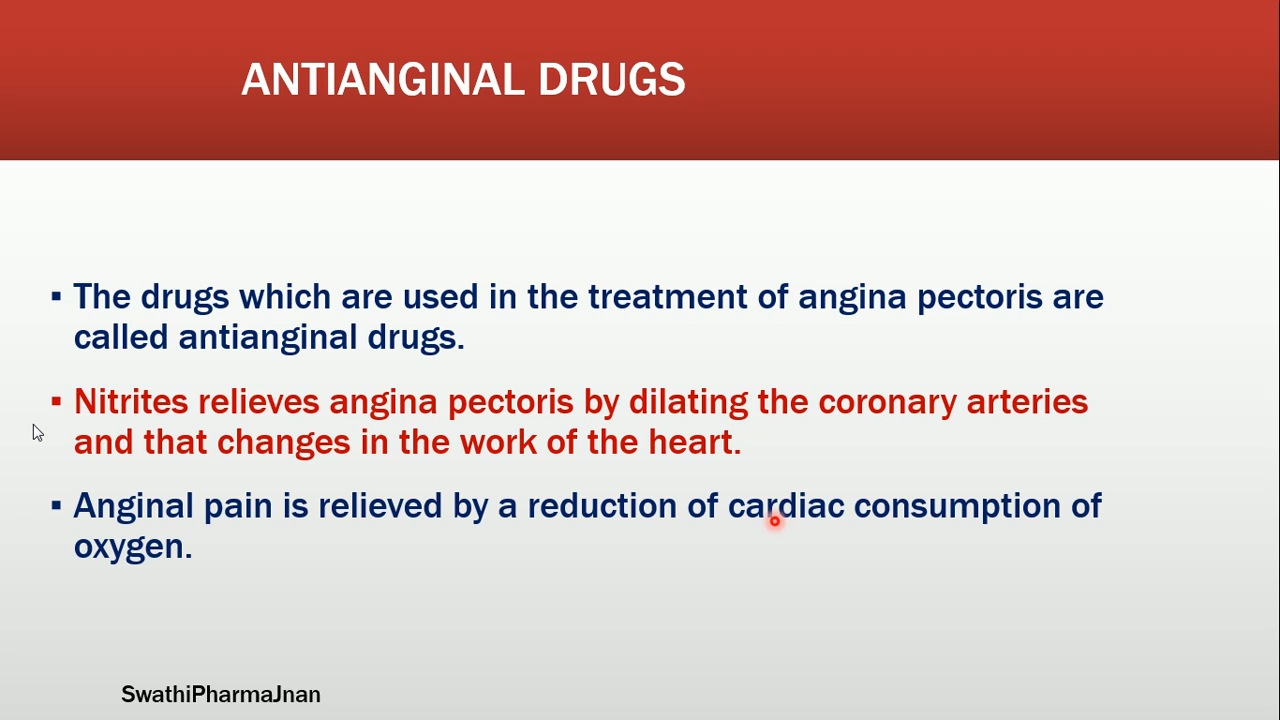 ANTIANGINAL DRUGS
▪ The drugs which are used in the treatment of angina pectoris are
called antianginal drugs.
▪ Nitrites relieves angina pectoris by dilating the coronary arteries
and that changes in the work of the heart.
▪ Anginal pain is relieved by a reduction of cardiac consumption of
oxygen.
SwathiPharmaJnan